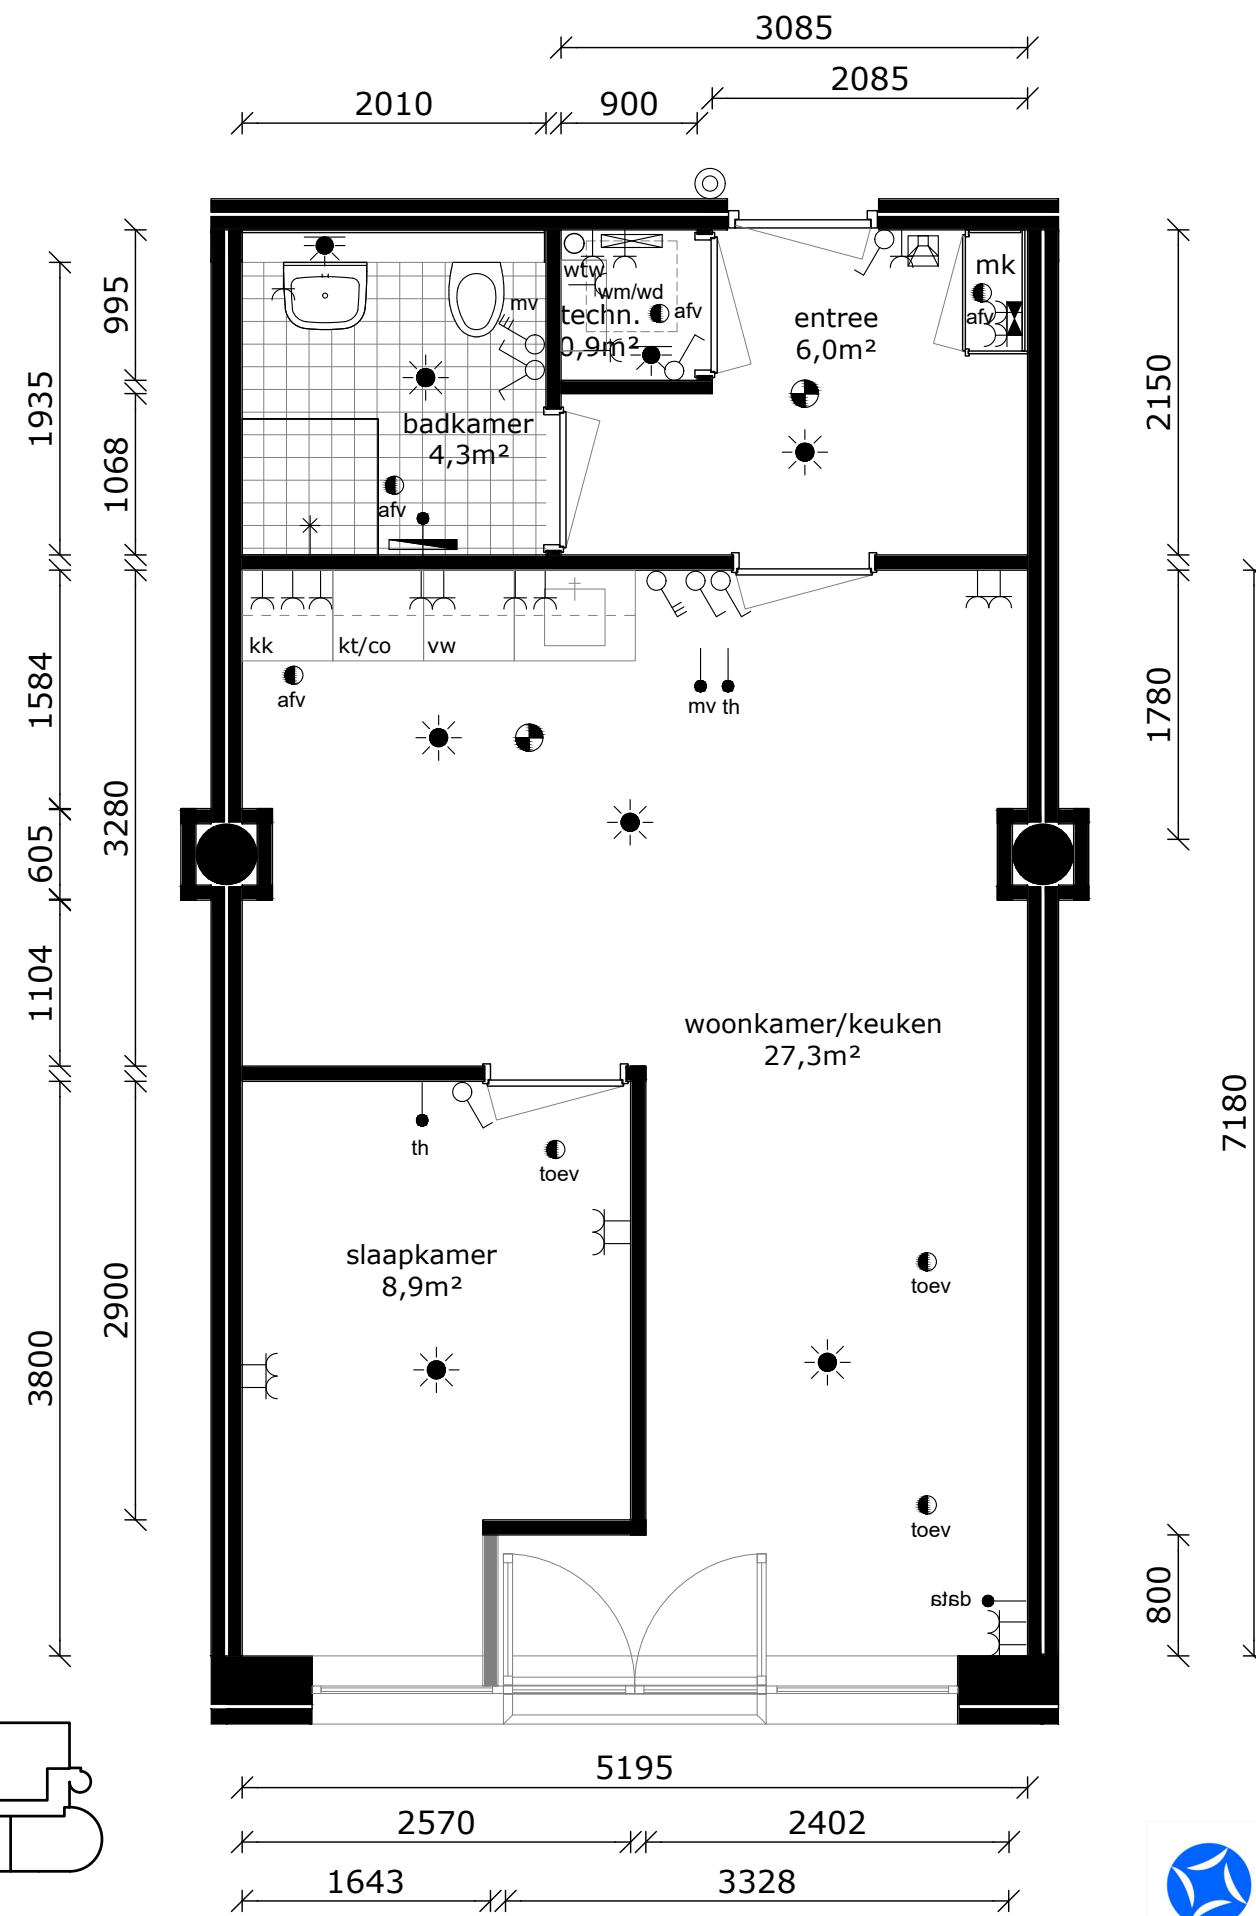 3085
2085
2010
900
995
1935
1068
2150
mk
wtw
wm/wd
mv
techn.
0,9m²
afv
afv
entree
6,0m²
badkamer
4,3m²
afv
kk
kt/co
vw
afv
mv
th
1584
605
1104
3280
1780
7180
woonkamer/keuken
27,3m²
th
toev
slaapkamer
8,9m²
toev
toev
data
3800
2900
800
5195
2570
2402
1643
3328